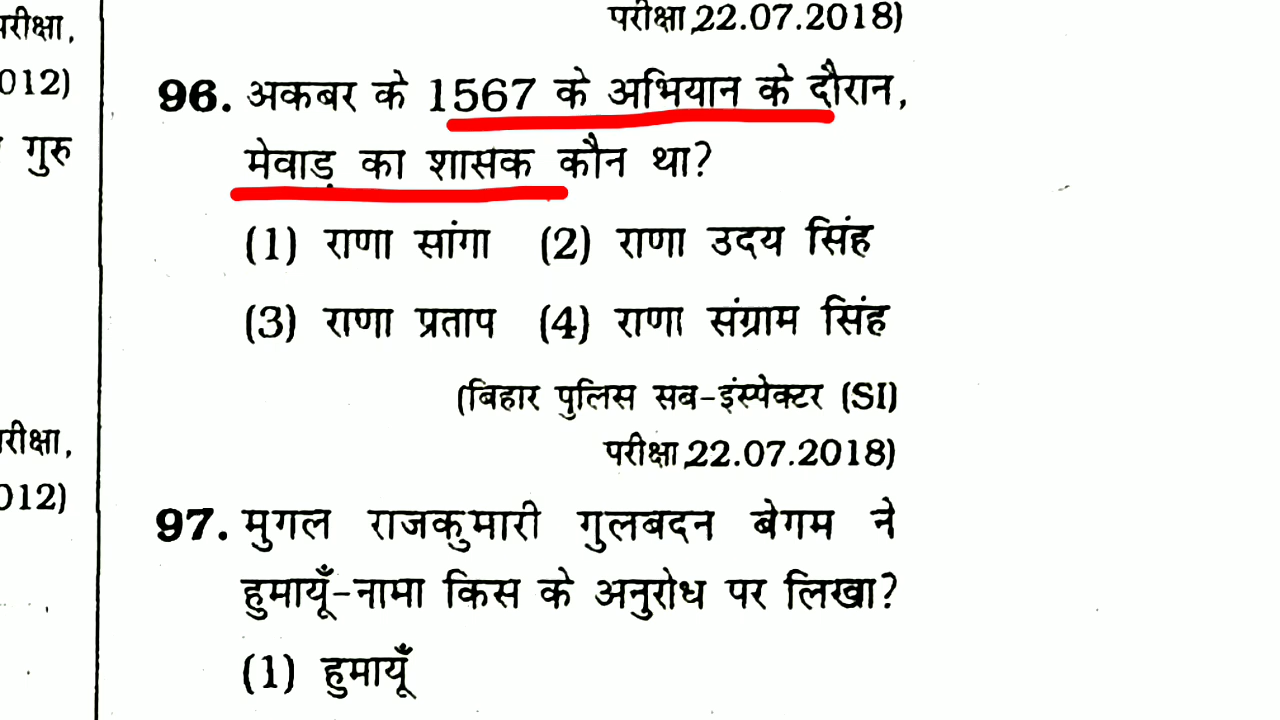 परीक्षा,
012)
गुरु
रीक्षा,
012)
परीक्षा,22.07.2018)
96. अकबर के 1567 के अभियान के दौरान,
मेवाड़ का शासक कौन था?
(1) राणा सांगा (2) राणा उदय सिंह
(3) राणा प्रताप (4) राणा संग्राम सिंह
(बिहार पुलिस सब-इंस्पेक्टर (SI)
परीक्षा,22.07.2018)
97. मुगल राजकुमारी गुलबदन बेगम ने
हुमायूँ-नामा किस के अनुरोध पर लिखा?
(1) हुमायूँ